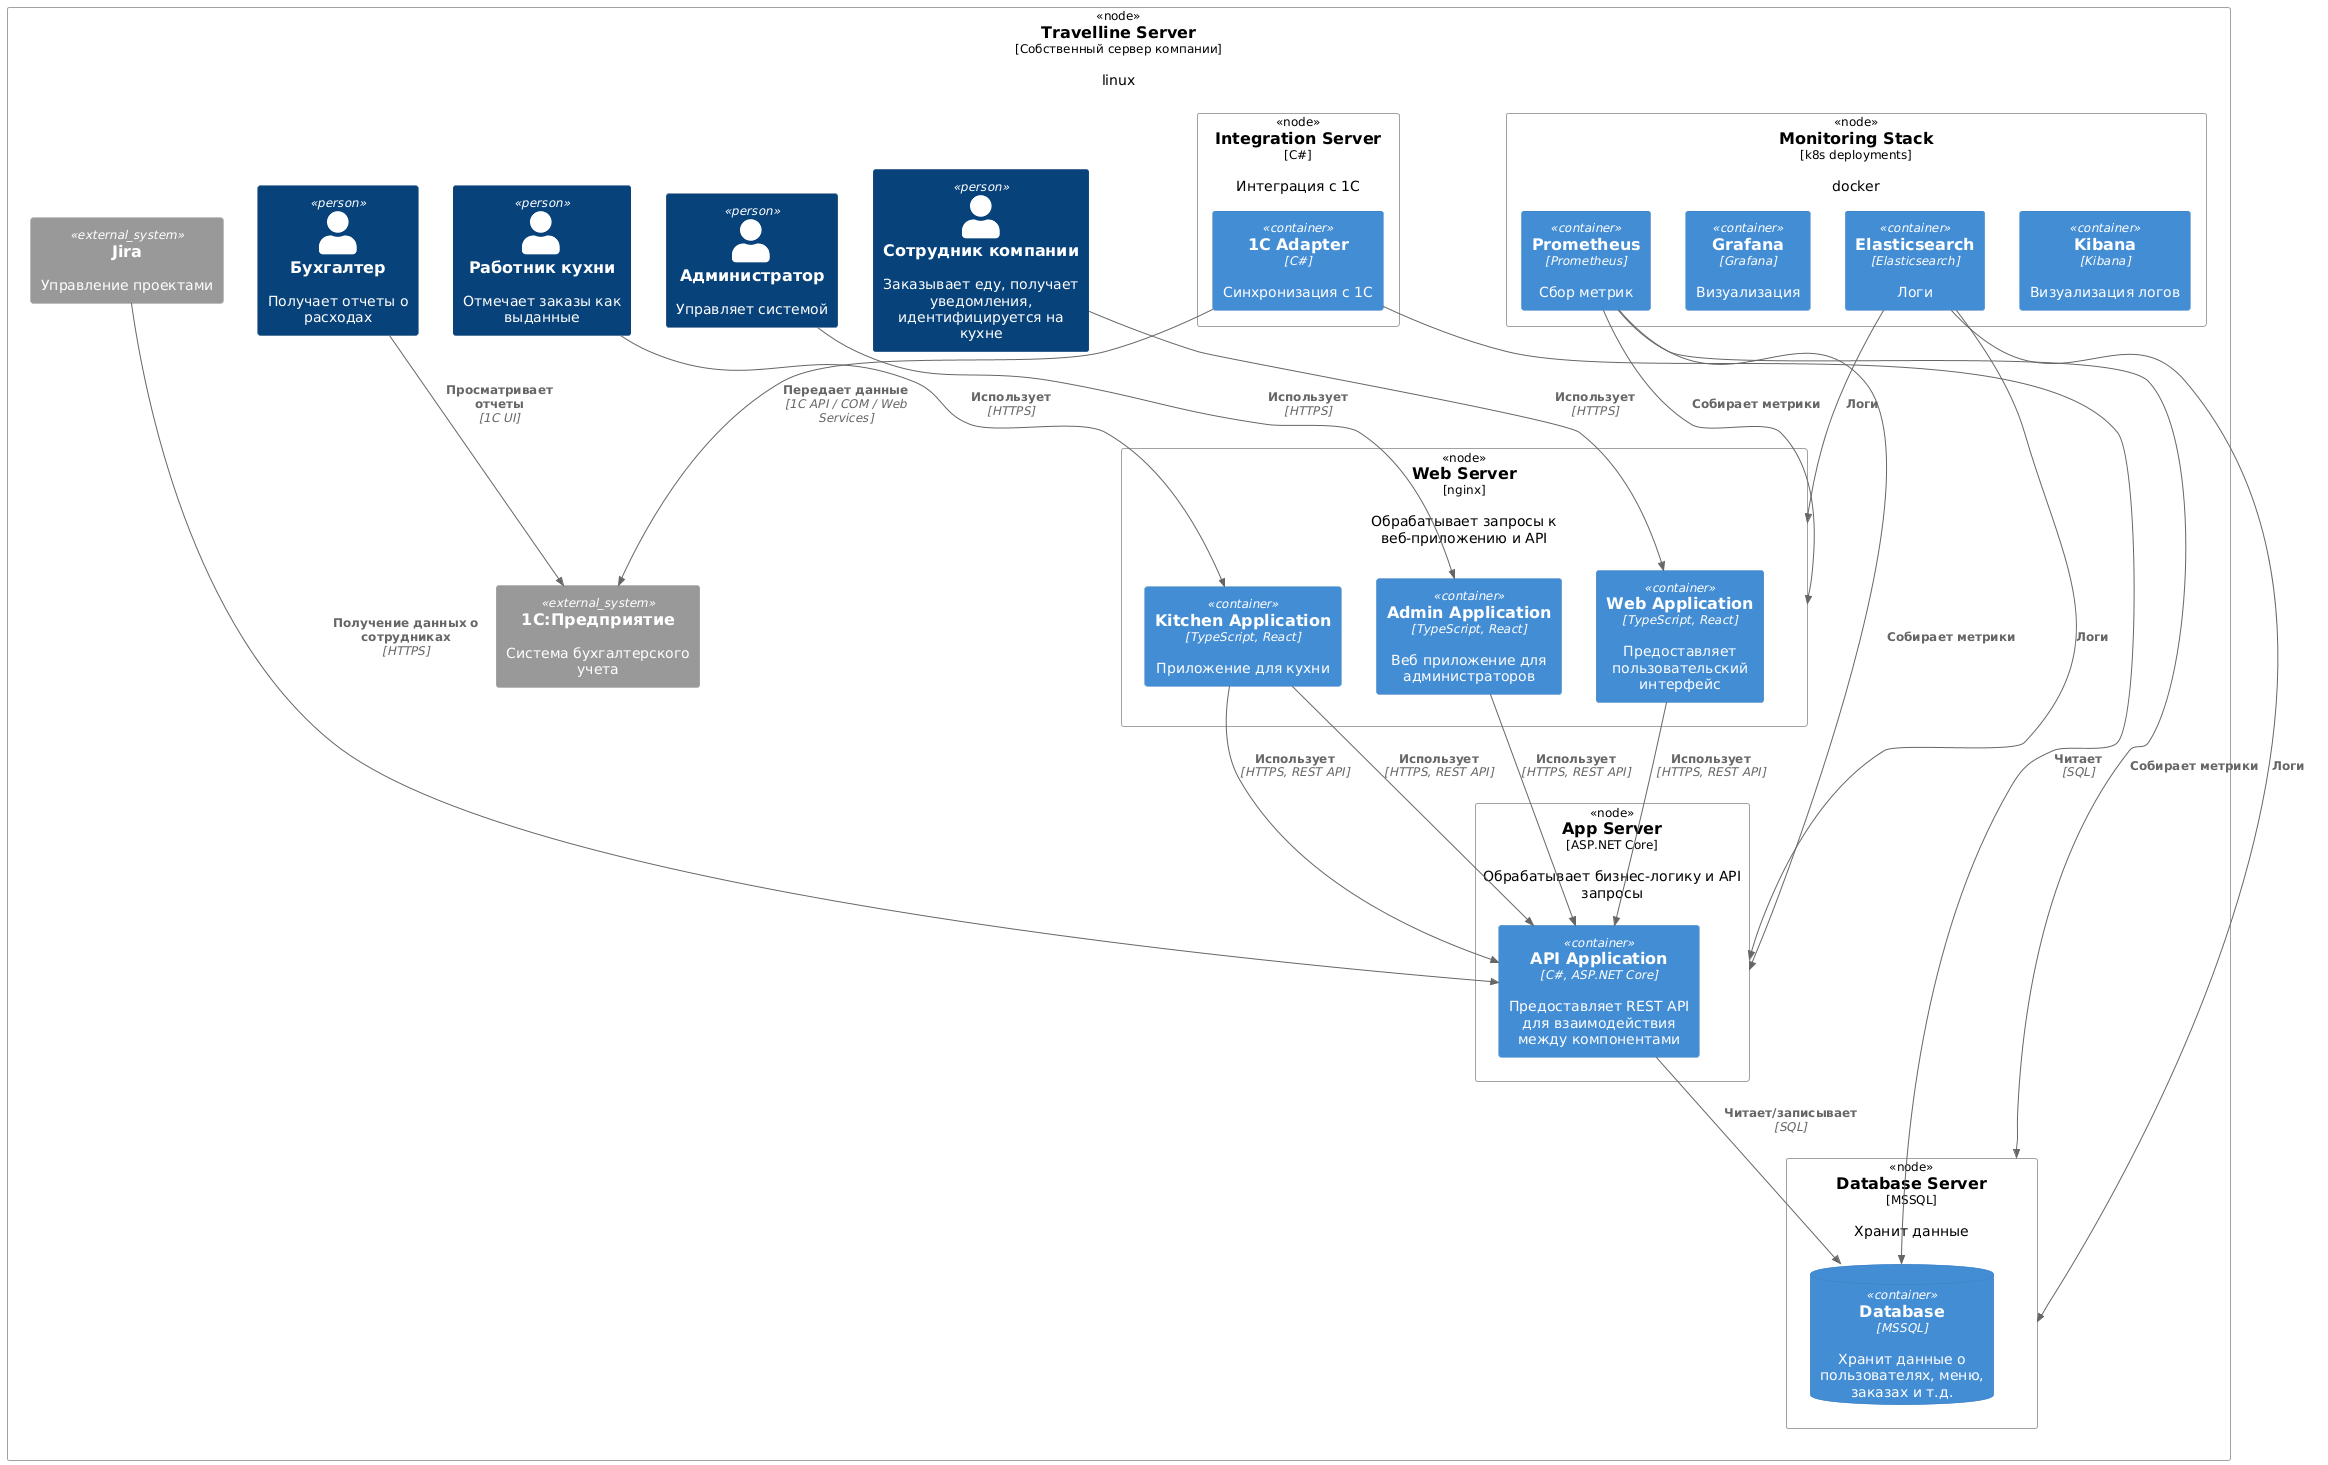 «node»
Travelline Server
[Собственный сервер компании]
linux
«node»
Integration Server
[C#]
Интеграция с 1С
«container»
1C Adapter
[C#]
Синхронизация с 1С
«node»
Monitoring Stack
[k8s deployments]
docker
«container»
Prometheus
[Prometheus]
Сбор метрик
«container»
Grafana
[Grafana]
Визуализация
«container»
Elasticsearch
[Elasticsearch]
Логи
«container»
Kibana
[Kibana]
Визуализация логов
«external_system»
Jira
Управление проектами
«person»
Бухгалтер
Получает отчеты о
расходах
«person»
Работник кухни
Отмечает заказы как
выданные
«person»
Администратор
Управляет системой
«person»
Сотрудник компании
Заказывает еду, получает
уведомления,
идентифицируется на
кухне
Просматривает
отчеты
[1C UI]
Передает данные
[1C API / COM / Web
Services]
Использует
[HTTPS]
Использует
[HTTPS]
Использует
[HTTPS]
Собирает метрики
Логи
«node»
Web Server
[nginx]
Обрабатывает запросы к
веб-приложению и API
«container»
Kitchen Application
[TypeScript, React]
Приложение для кухни
«container»
Admin Application
[TypeScript, React]
Веб приложение для
администраторов
«container»
Web Application
[TypeScript, React]
Предоставляет
пользовательский
интерфейс
Получение данных о
сотрудниках
[HTTPS]
«external_system»
1С:Предприятие
Система бухгалтерского
учета
Собирает метрики
Логи
Использует
[HTTPS, REST API]
Использует
[HTTPS, REST API]
Использует
[HTTPS, REST API]
Использует
[HTTPS, REST API]
Читает
[SQL]
Собирает метрики
Логи
«node»
App Server
[ASP.NET Core]
Обрабатывает бизнес-логику и API
запросы
«container»
API Application
[C#, ASP.NET Core]
Предоставляет REST API
для взаимодействия
между компонентами
Читает/записывает
[SQL]
«node»
Database Server
[MSSQL]
Хранит данные
«container»
Database
[MSSQL]
Хранит данные о
пользователях, меню,
заказах и т.д.